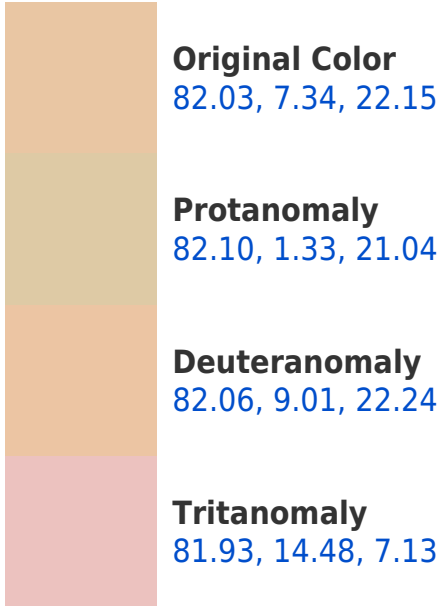 Original Color
82.03, 7.34, 22.15
Protanomaly
82.10, 1.33, 21.04
Deuteranomaly
82.06, 9.01, 22.24
Tritanomaly
81.93, 14.48, 7.13